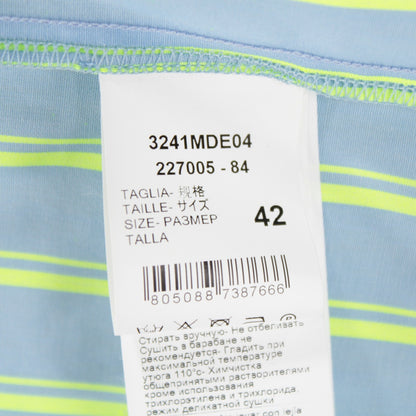 3241MDE04
227005 - 84
TAGLIA- 规格
TAILLE- サイズ
SIZE- РАЗМЕР
TALLA
42
805088 7387666
Стирать вручную- Не отбеливать
Сушить в барабане не
рекомендуется- Гладить при
максимальной температуре
утюга 110°с- Химчистка
общепринятыми растворителями
кроме использования
трихлорэтилена и трихлорида.
режим деликатной сушки